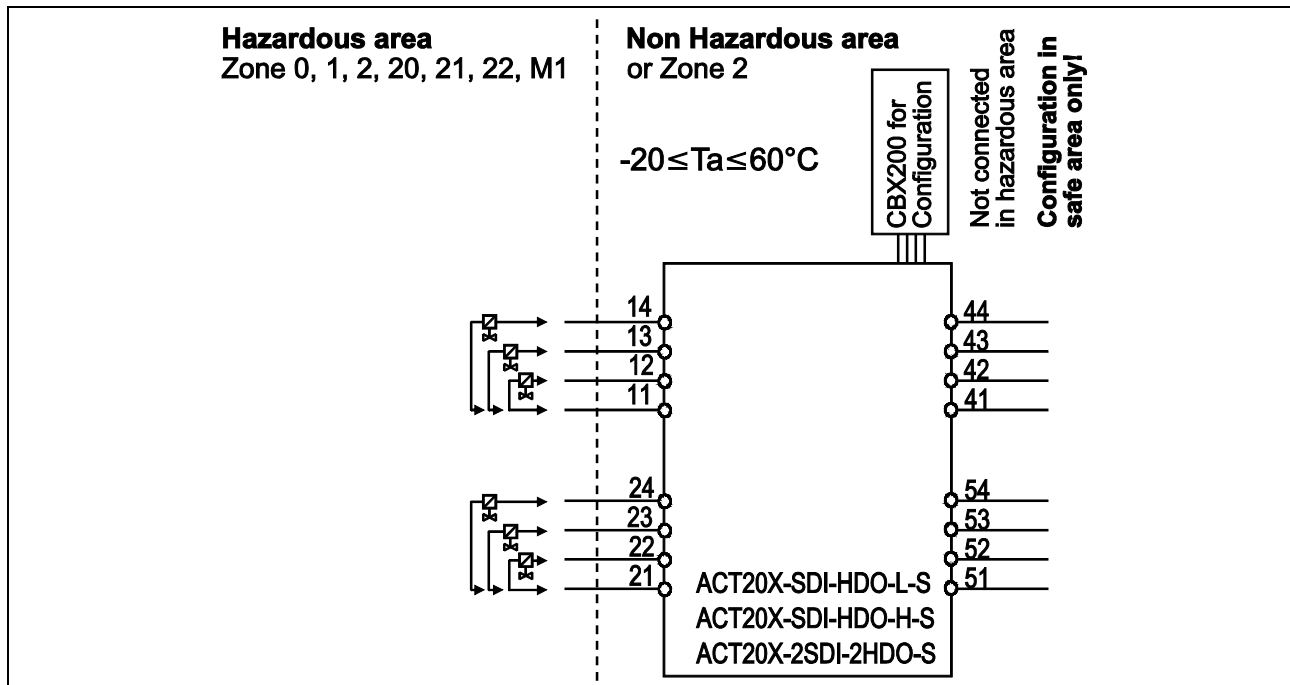 Hazardous area
Zone 0, 1, 2, 20, 21, 22, M1
Non Hazardous area
or Zone 2
-20≤Ta≤60°C
CBX200 for
Configuration
Not connected
in hazardous area
Configuration in
safe area only!
14
13
12
11
44
43
42
41
24
23
22
21
54
53
52
51
ACT20X-SDI-HDO-L-S
ACT20X-SDI-HDO-H-S
ACT20X-2SDI-2HDO-S